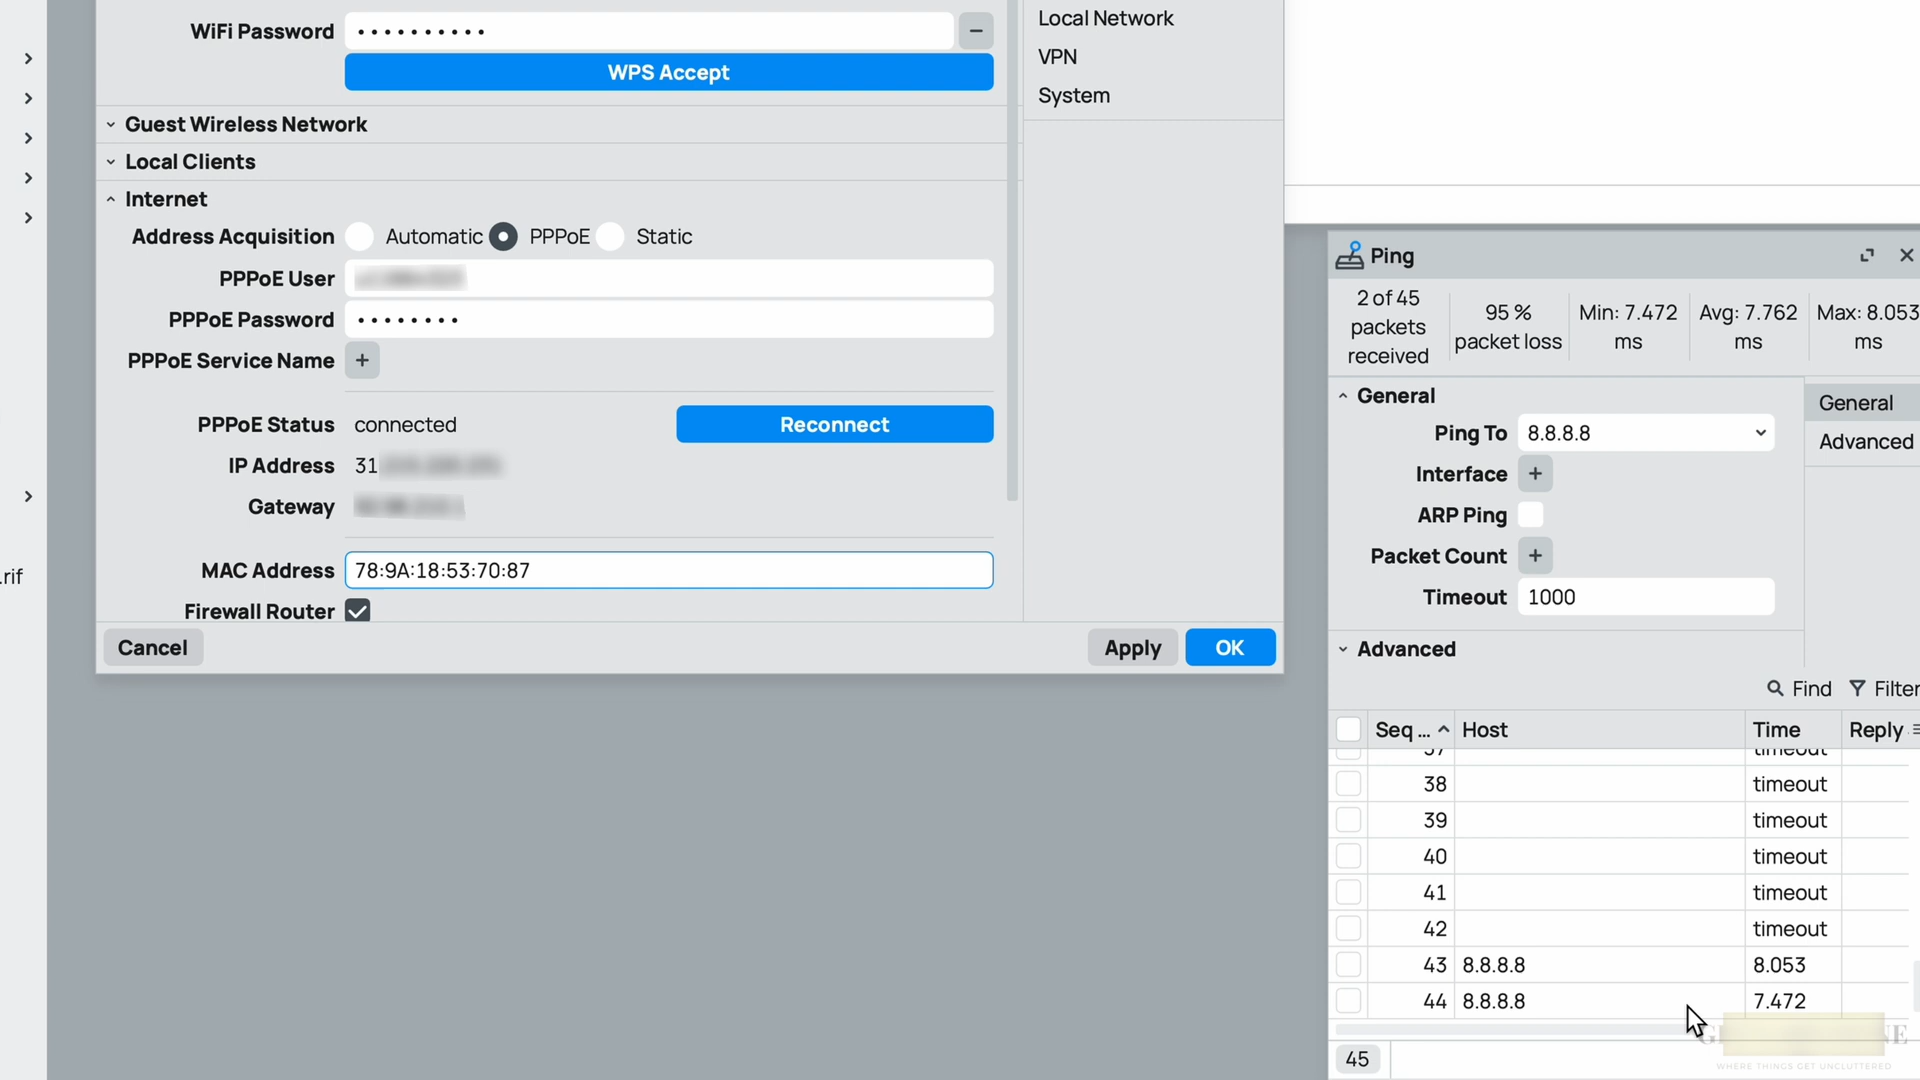 WiFi Password
WPS Accept
Guest Wireless Network
Local Clients
Internet
Address Acquisition Automatic PPPoE Static
PPPoE User
PPPoE Password
PPPoE Service Name +
PPPoE Status connected Reconnect
IP Address 31
Gateway
MAC Address 78:9A:18:53:70:87
Firewall Router
Cancel Apply OK
Local Network
VPN
System
.rif
Ping
2 of 45 packets received
95 % packet loss
Min: 7.472 ms
Avg: 7.762 ms
Max: 8.053 ms
General
Ping To 8.8.8.8
Interface +
ARP Ping
Packet Count +
Timeout 1000
Advanced
General
Advanced
Find Filter
Seq ... Host Time Reply
37 timeout
38 timeout
39 timeout
40 timeout
41 timeout
42 timeout
43 8.8.8.8 8.053
44 8.8.8.8 7.472
45
WHERE THINGS GET UNCLUTTERED